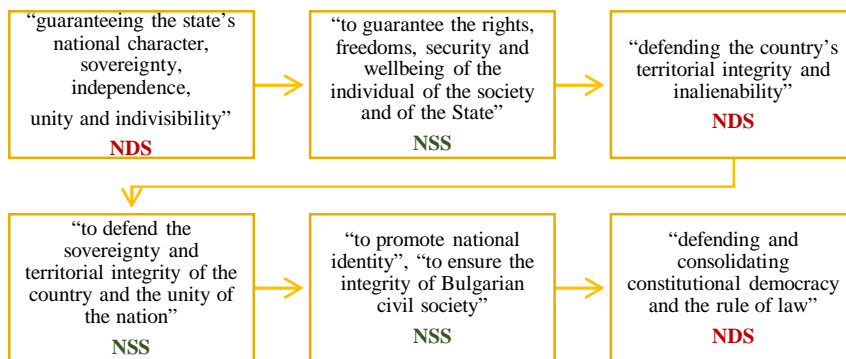 “guaranteeing the state’s
national character,
sovereignty,
independence,
unity and indivisibility”
NDS
“to guarantee the rights,
freedoms, security and
wellbeing of the
individual of the society
and of the State”
NSS
“defending the country’s
territorial integrity and
inalienability”
NDS
“to defend the
sovereignty and
territorial integrity of the
country and the unity of
the nation”
NSS
“to promote national
identity”, “to ensure the
integrity of Bulgarian
civil society”
NSS
“defending and
consolidating
constitutional democracy
and the rule of law”
NDS